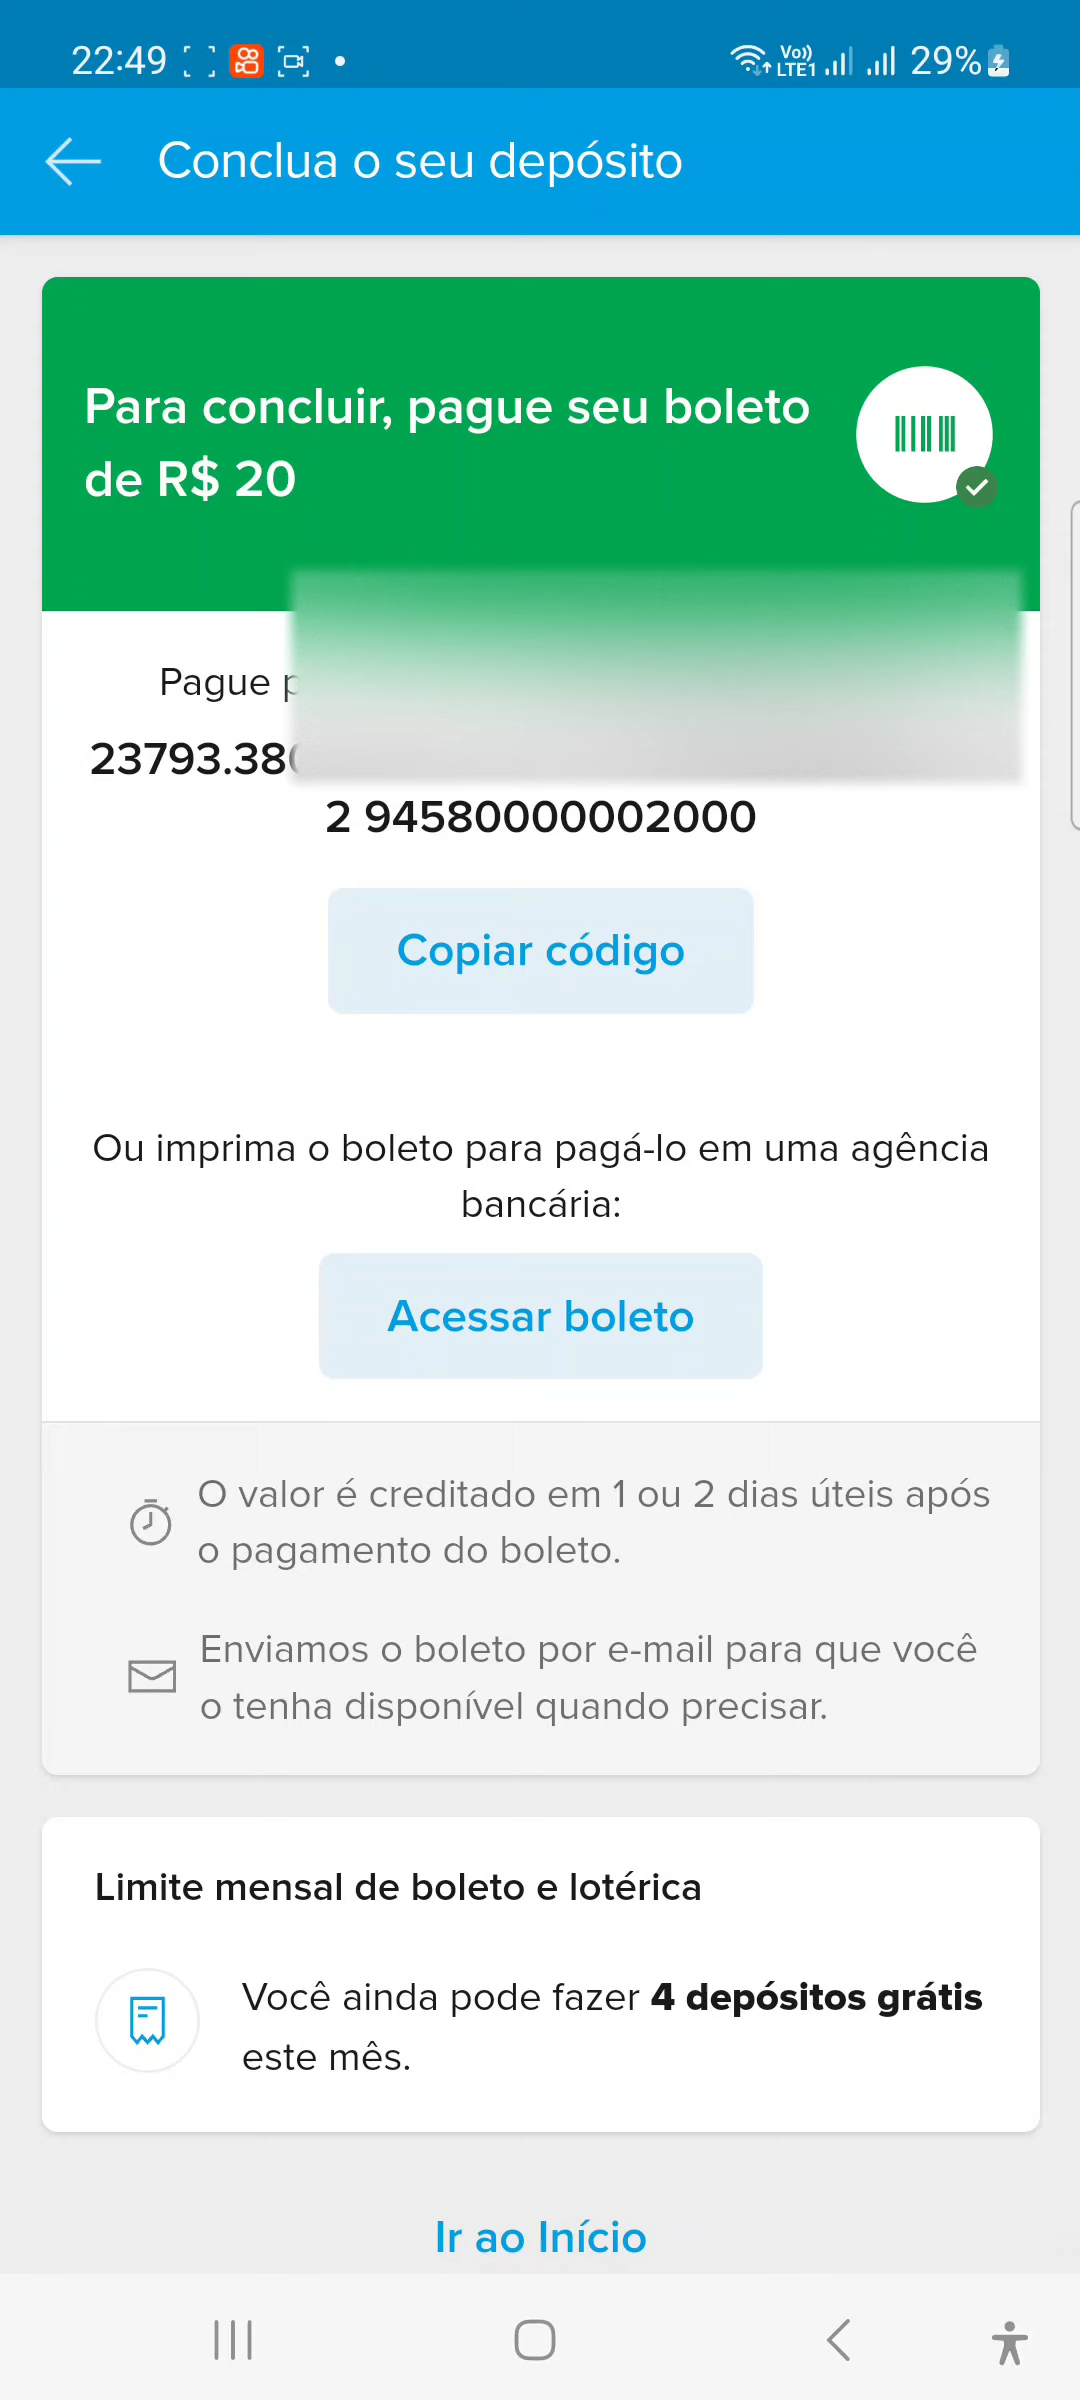 22:49 Vo)) LTE1 29%
Conclua o seu depósito
Para concluir, pague seu boleto
de R$ 20
Pague
23793.38
2 94580000002000
Copiar código
Ou imprima o boleto para pagá-lo em uma agência
bancária:
Acessar boleto
O valor é creditado em 1 ou 2 dias úteis após
o pagamento do boleto.
Enviamos o boleto por e-mail para que você
o tenha disponível quando precisar.
Limite mensal de boleto e lotérica
Você ainda pode fazer 4 depósitos grátis
este mês.
Ir ao Início